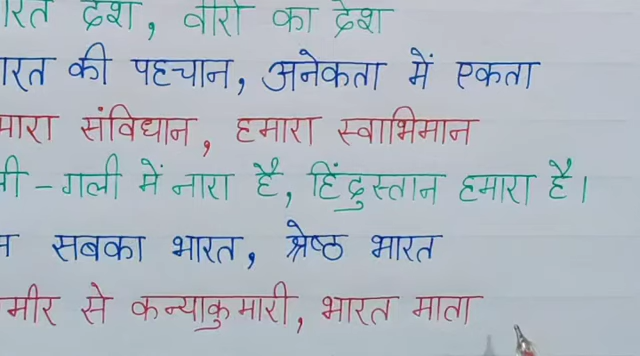 रत देश, वीरों का देश
रत की पहचान, अनेकता में एकता
मारा संविधान, हमारा स्वाभिमान
ी - गली में नारा है, हिंदुस्तान हमारा है।
सबका भारत, श्रेष्ठ भारत
मीर से कन्याकुमारी, भारत माता